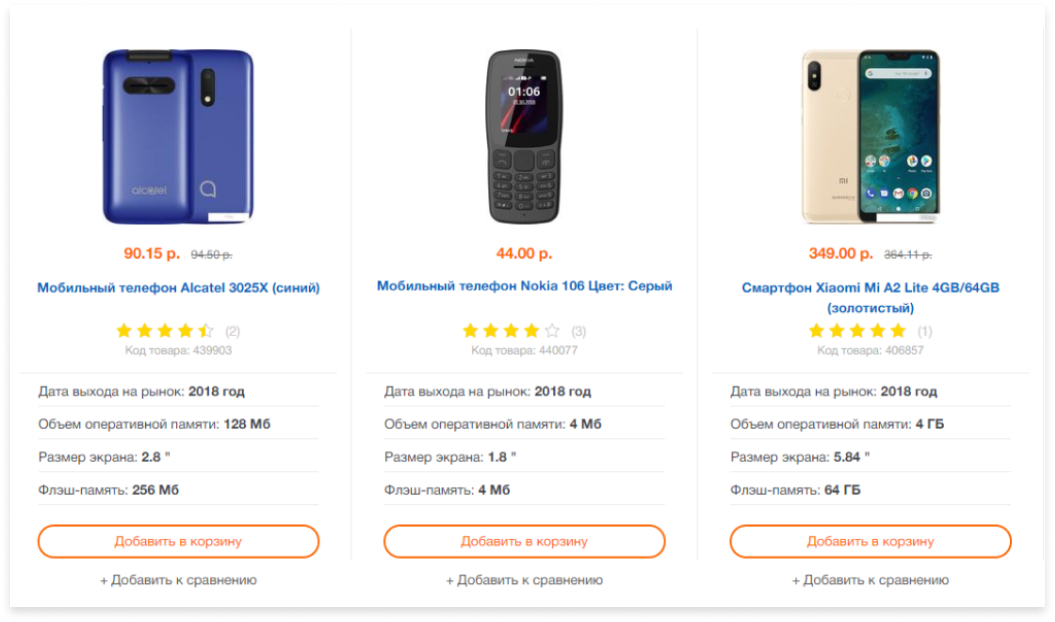 alcatel
NOKIA
01:06
MI
90.15 р. 94.50 р.
Мобильный телефон Alcatel 3025X (синий)
(2)
Код товара: 439903
Дата выхода на рынок: 2018 год
Объем оперативной памяти: 128 Мб
Размер экрана: 2.8 "
Флэш-память: 256 Мб
Добавить в корзину
+ Добавить к сравнению
44.00 р.
Мобильный телефон Nokia 106 Цвет: Серый
(3)
Код товара: 440077
Дата выхода на рынок: 2018 год
Объем оперативной памяти: 4 Мб
Размер экрана: 1.8 "
Флэш-память: 4 Мб
Добавить в корзину
+ Добавить к сравнению
349.00 р. 364.11 р.
Смартфон Xiaomi Mi A2 Lite 4GB/64GB
(золотистый)
(1)
Код товара: 406857
Дата выхода на рынок: 2018 год
Объем оперативной памяти: 4 ГБ
Размер экрана: 5.84 "
Флэш-память: 64 ГБ
Добавить в корзину
+ Добавить к сравнению